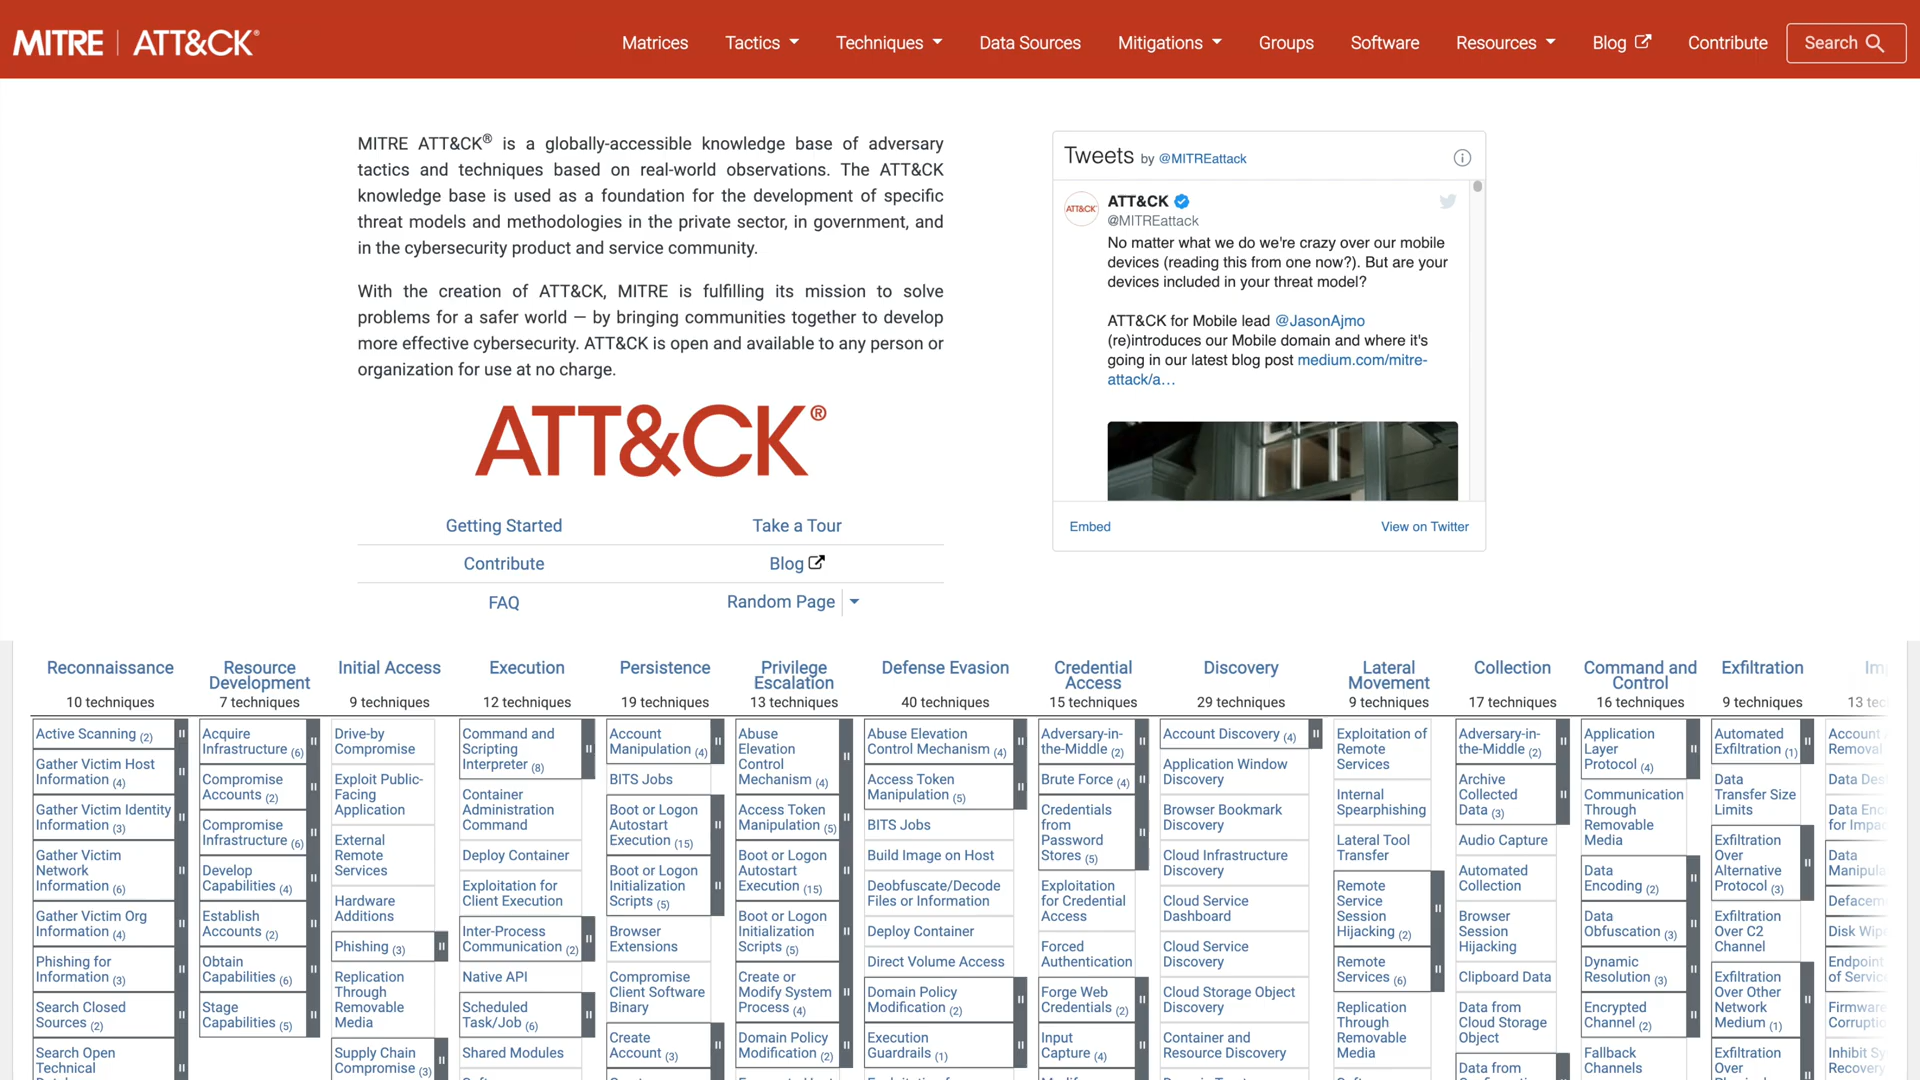 MITRE | ATT&CK®
Matrices Tactics Techniques Data Sources Mitigations Groups Software Resources Blog Contribute Search
MITRE ATT&CK® is a globally-accessible knowledge base of adversary
tactics and techniques based on real-world observations. The ATT&CK
knowledge base is used as a foundation for the development of specific
threat models and methodologies in the private sector, in government, and
in the cybersecurity product and service community.
With the creation of ATT&CK, MITRE is fulfilling its mission to solve
problems for a safer world — by bringing communities together to develop
more effective cybersecurity. ATT&CK is open and available to any person or
organization for use at no charge.
ATT&CK®
Getting Started Take a Tour
Contribute Blog
FAQ Random Page
Tweets by @MITREattack
ATT&CK
ATT&CK
@MITREattack
No matter what we do we're crazy over our mobile
devices (reading this from one now?). But are your
devices included in your threat model?
ATT&CK for Mobile lead @JasonAjmo
(re)introduces our Mobile domain and where it's
going in our latest blog post medium.com/mitre-
attack/a…
Embed View on Twitter
Reconnaissance
10 techniques
Active Scanning (2)
Gather Victim Host
Information (4)
Gather Victim Identity
Information (3)
Gather Victim
Network
Information (6)
Gather Victim Org
Information (4)
Phishing for
Information (3)
Search Closed
Sources (2)
Search Open
Technical
Resource
Development
7 techniques
Acquire
Infrastructure (6)
Compromise
Accounts (2)
Compromise
Infrastructure (6)
Develop
Capabilities (4)
Establish
Accounts (2)
Obtain
Capabilities (6)
Stage
Capabilities (5)
Initial Access
9 techniques
Drive-by
Compromise
Exploit Public-
Facing
Application
External
Remote
Services
Hardware
Additions
Phishing (3)
Replication
Through
Removable
Media
Supply Chain
Compromise (3)
Execution
12 techniques
Command and
Scripting
Interpreter (8)
Container
Administration
Command
Deploy Container
Exploitation for
Client Execution
Inter-Process
Communication (2)
Native API
Scheduled
Task/Job (6)
Shared Modules
Persistence
19 techniques
Account
Manipulation (4)
BITS Jobs
Boot or Logon
Autostart
Execution (15)
Boot or Logon
Initialization
Scripts (5)
Browser
Extensions
Compromise
Client Software
Binary
Create
Account (3)
Privilege
Escalation
13 techniques
Abuse
Elevation
Control
Mechanism (4)
Access Token
Manipulation (5)
Boot or Logon
Autostart
Execution (15)
Boot or Logon
Initialization
Scripts (5)
Create or
Modify System
Process (4)
Domain Policy
Modification (2)
Defense Evasion
40 techniques
Abuse Elevation
Control Mechanism (4)
Access Token
Manipulation (5)
BITS Jobs
Build Image on Host
Deobfuscate/Decode
Files or Information
Deploy Container
Direct Volume Access
Domain Policy
Modification (2)
Execution
Guardrails (1)
Credential
Access
15 techniques
Adversary-in-
the-Middle (2)
Brute Force (4)
Credentials
from
Password
Stores (5)
Exploitation
for Credential
Access
Forced
Authentication
Forge Web
Credentials (2)
Input
Capture (4)
Discovery
29 techniques
Account Discovery (4)
Application Window
Discovery
Browser Bookmark
Discovery
Cloud Infrastructure
Discovery
Cloud Service
Dashboard
Cloud Service
Discovery
Cloud Storage Object
Discovery
Container and
Resource Discovery
Lateral
Movement
9 techniques
Exploitation of
Remote
Services
Internal
Spearphishing
Lateral Tool
Transfer
Remote
Service
Session
Hijacking (2)
Remote
Services (6)
Replication
Through
Removable
Media
Collection
17 techniques
Adversary-in-
the-Middle (2)
Archive
Collected
Data (3)
Audio Capture
Automated
Collection
Browser
Session
Hijacking
Clipboard Data
Data from
Cloud Storage
Object
Data from
Command and
Control
16 techniques
Application
Layer
Protocol (4)
Communication
Through
Removable
Media
Data
Encoding (2)
Data
Obfuscation (3)
Dynamic
Resolution (3)
Encrypted
Channel (2)
Fallback
Channels
Exfiltration
9 techniques
Automated
Exfiltration (1)
Data
Transfer Size
Limits
Exfiltration
Over
Alternative
Protocol (3)
Exfiltration
Over C2
Channel
Exfiltration
Over Other
Network
Medium (1)
Exfiltration
Over
13
Account
Removal
Data
Data
for
Data
Disk
Endpoint
of
Firmware
Inhibit
Recovery